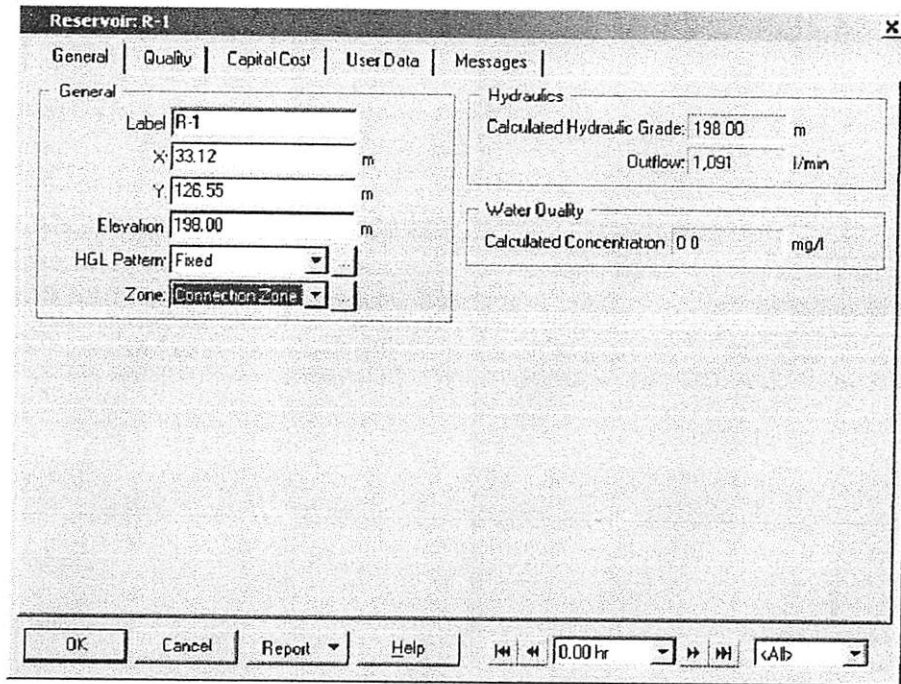 Reservoir: R-1
General Quality Capital Cost User Data Messages
General
Label R-1
X: 33.12 m
Y: 126.55 m
Elevation 198.00 m
HGL Pattern: Fixed ...
Zone: Connection Zone
Hydraulics
Calculated Hydraulic Grade: 198.00 m
Outflow: 1,091 l/min
Water Quality
Calculated Concentration 0.0 mg/l
OK Cancel Report Help 0.00 hr <All>